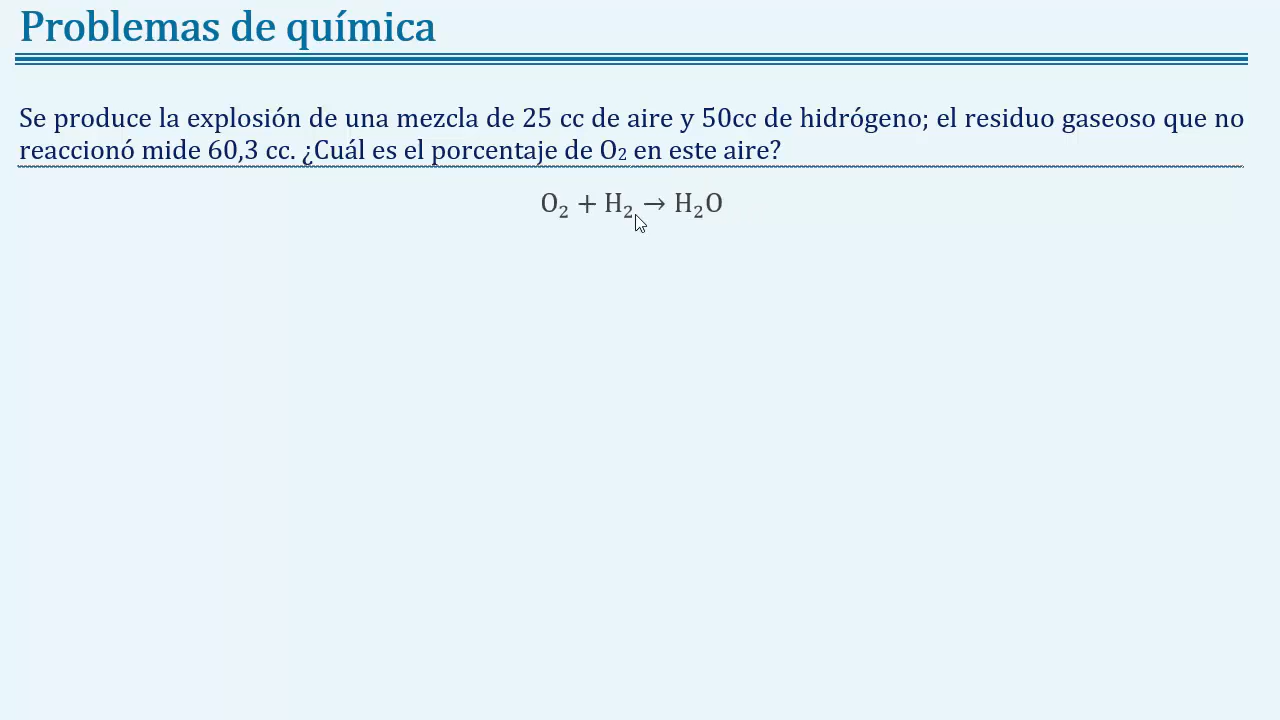 Problemas de química
Se produce la explosión de una mezcla de 25 cc de aire y 50cc de hidrógeno; el residuo gaseoso que no
reaccionó mide 60,3 cc. ¿Cuál es el porcentaje de O₂ en este aire?
O₂ + H₂ → H₂O